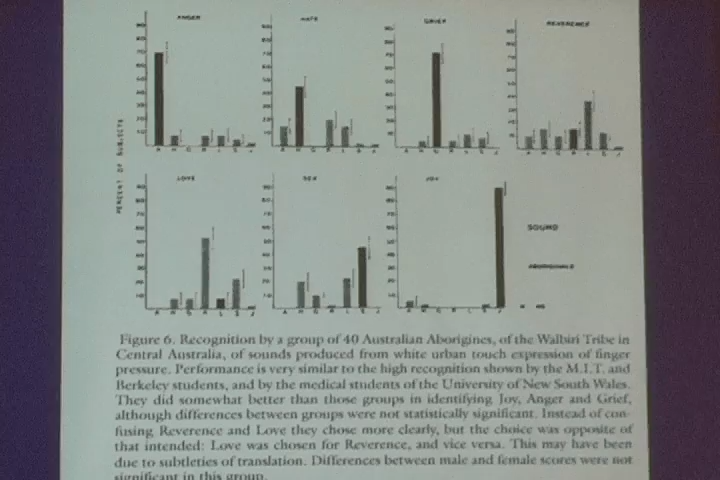 ANGER HATE GRIEF REVERENCE
PERCENT OF SUBJECTS
LOVE SEX JOY
SOUND
ABORIGINALS
Figure 6. Recognition by a group of 40 Australian Aborigines, of the Walbiri Tribe in
Central Australia, of sounds produced from white urban touch expression of finger
pressure. Performance is very similar to the high recognition shown by the M.I.T. and
Berkeley students, and by the medical students of the University of New South Wales.
They did somewhat better than those groups in identifying Joy, Anger and Grief,
although differences between groups were not statistically significant. Instead of con-
fusing Reverence and Love they chose more clearly, but the choice was opposite of
that intended: Love was chosen for Reverence, and vice versa. This may have been
due to subtleties of translation. Differences between male and female scores were not
significant in this group.